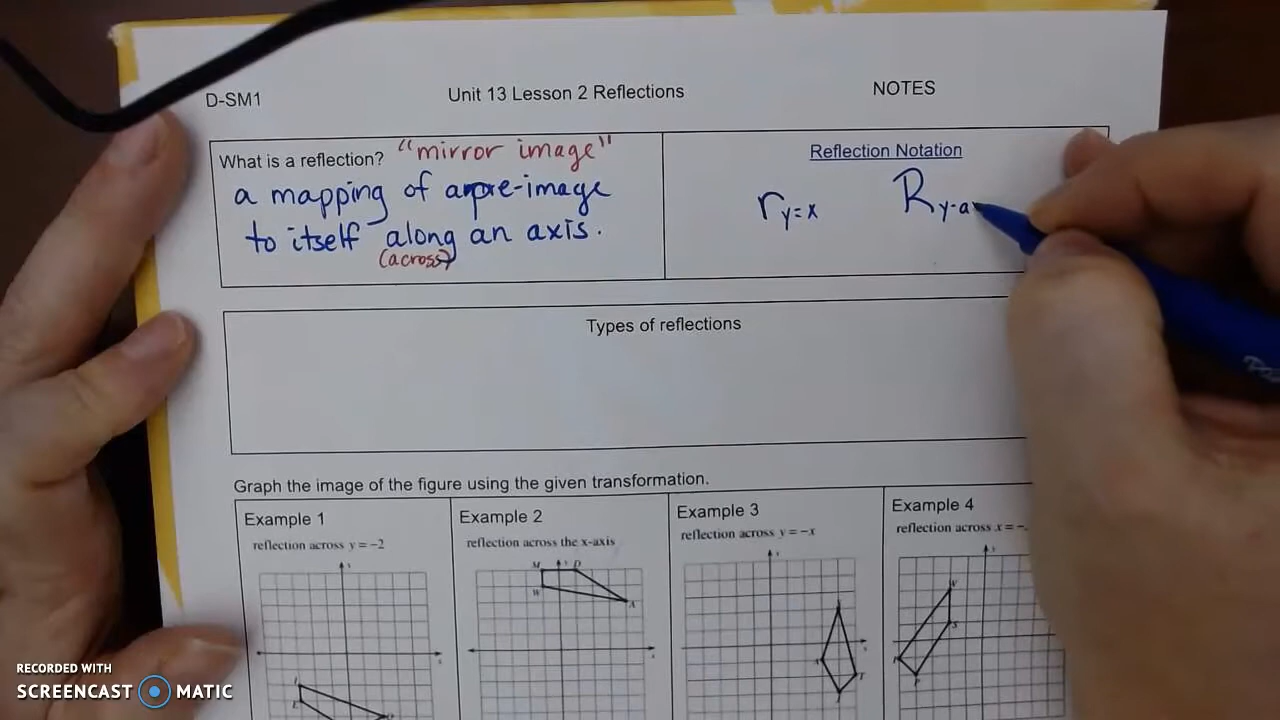 D-SM1 Unit 13 Lesson 2 Reflections NOTES
What is a reflection? "mirror image"
a mapping of a pre-image
to itself along an axis.
(across)
Reflection Notation
r y=x R y-a
Types of reflections
Graph the image of the figure using the given transformation.
Example 1
reflection across y = −2
Example 2
reflection across the x-axis
M D
W A
Example 3
reflection across y = −x
Example 4
reflection across x = −
RECORDED WITH
SCREENCAST MATIC